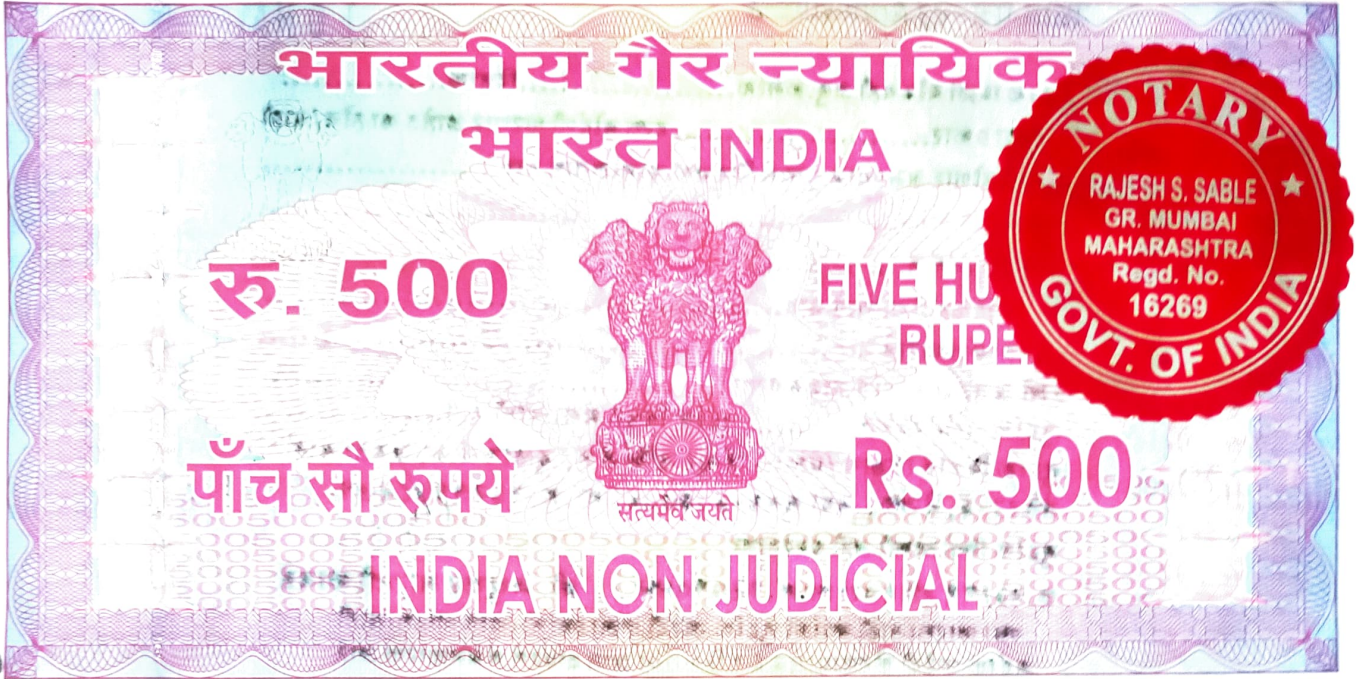 भारतीय गैर न्यायिक
भारत INDIA
रु. 500
FIVE
RUPE
पाँच सौ रुपये
Rs. 500
सत्यमेव जयते
INDIA NON JUDICIAL
NOTARY
RAJESH S. SABLE
GR. MUMBAI
MAHARASHTRA
Regd. No.
16269
GOVT. OF INDIA